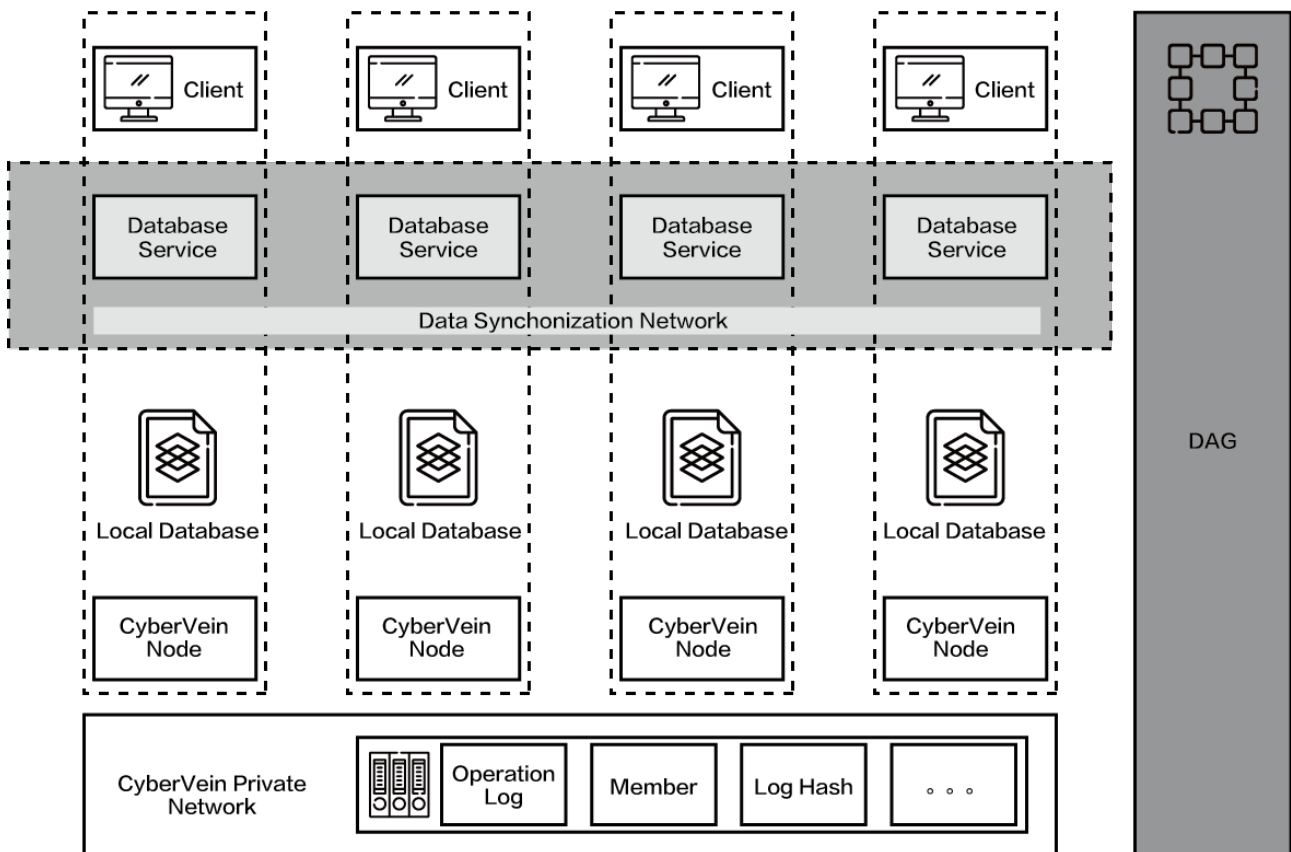 Client
Client
Client
Client
Database
Service
Database
Service
Database
Service
Database
Service
Data Synchonization Network
DAG
Local Database
Local Database
Local Database
Local Database
CyberVein
Node
CyberVein
Node
CyberVein
Node
CyberVein
Node
CyberVein Private
Network
Operation
Log
Member
Log Hash
。。。